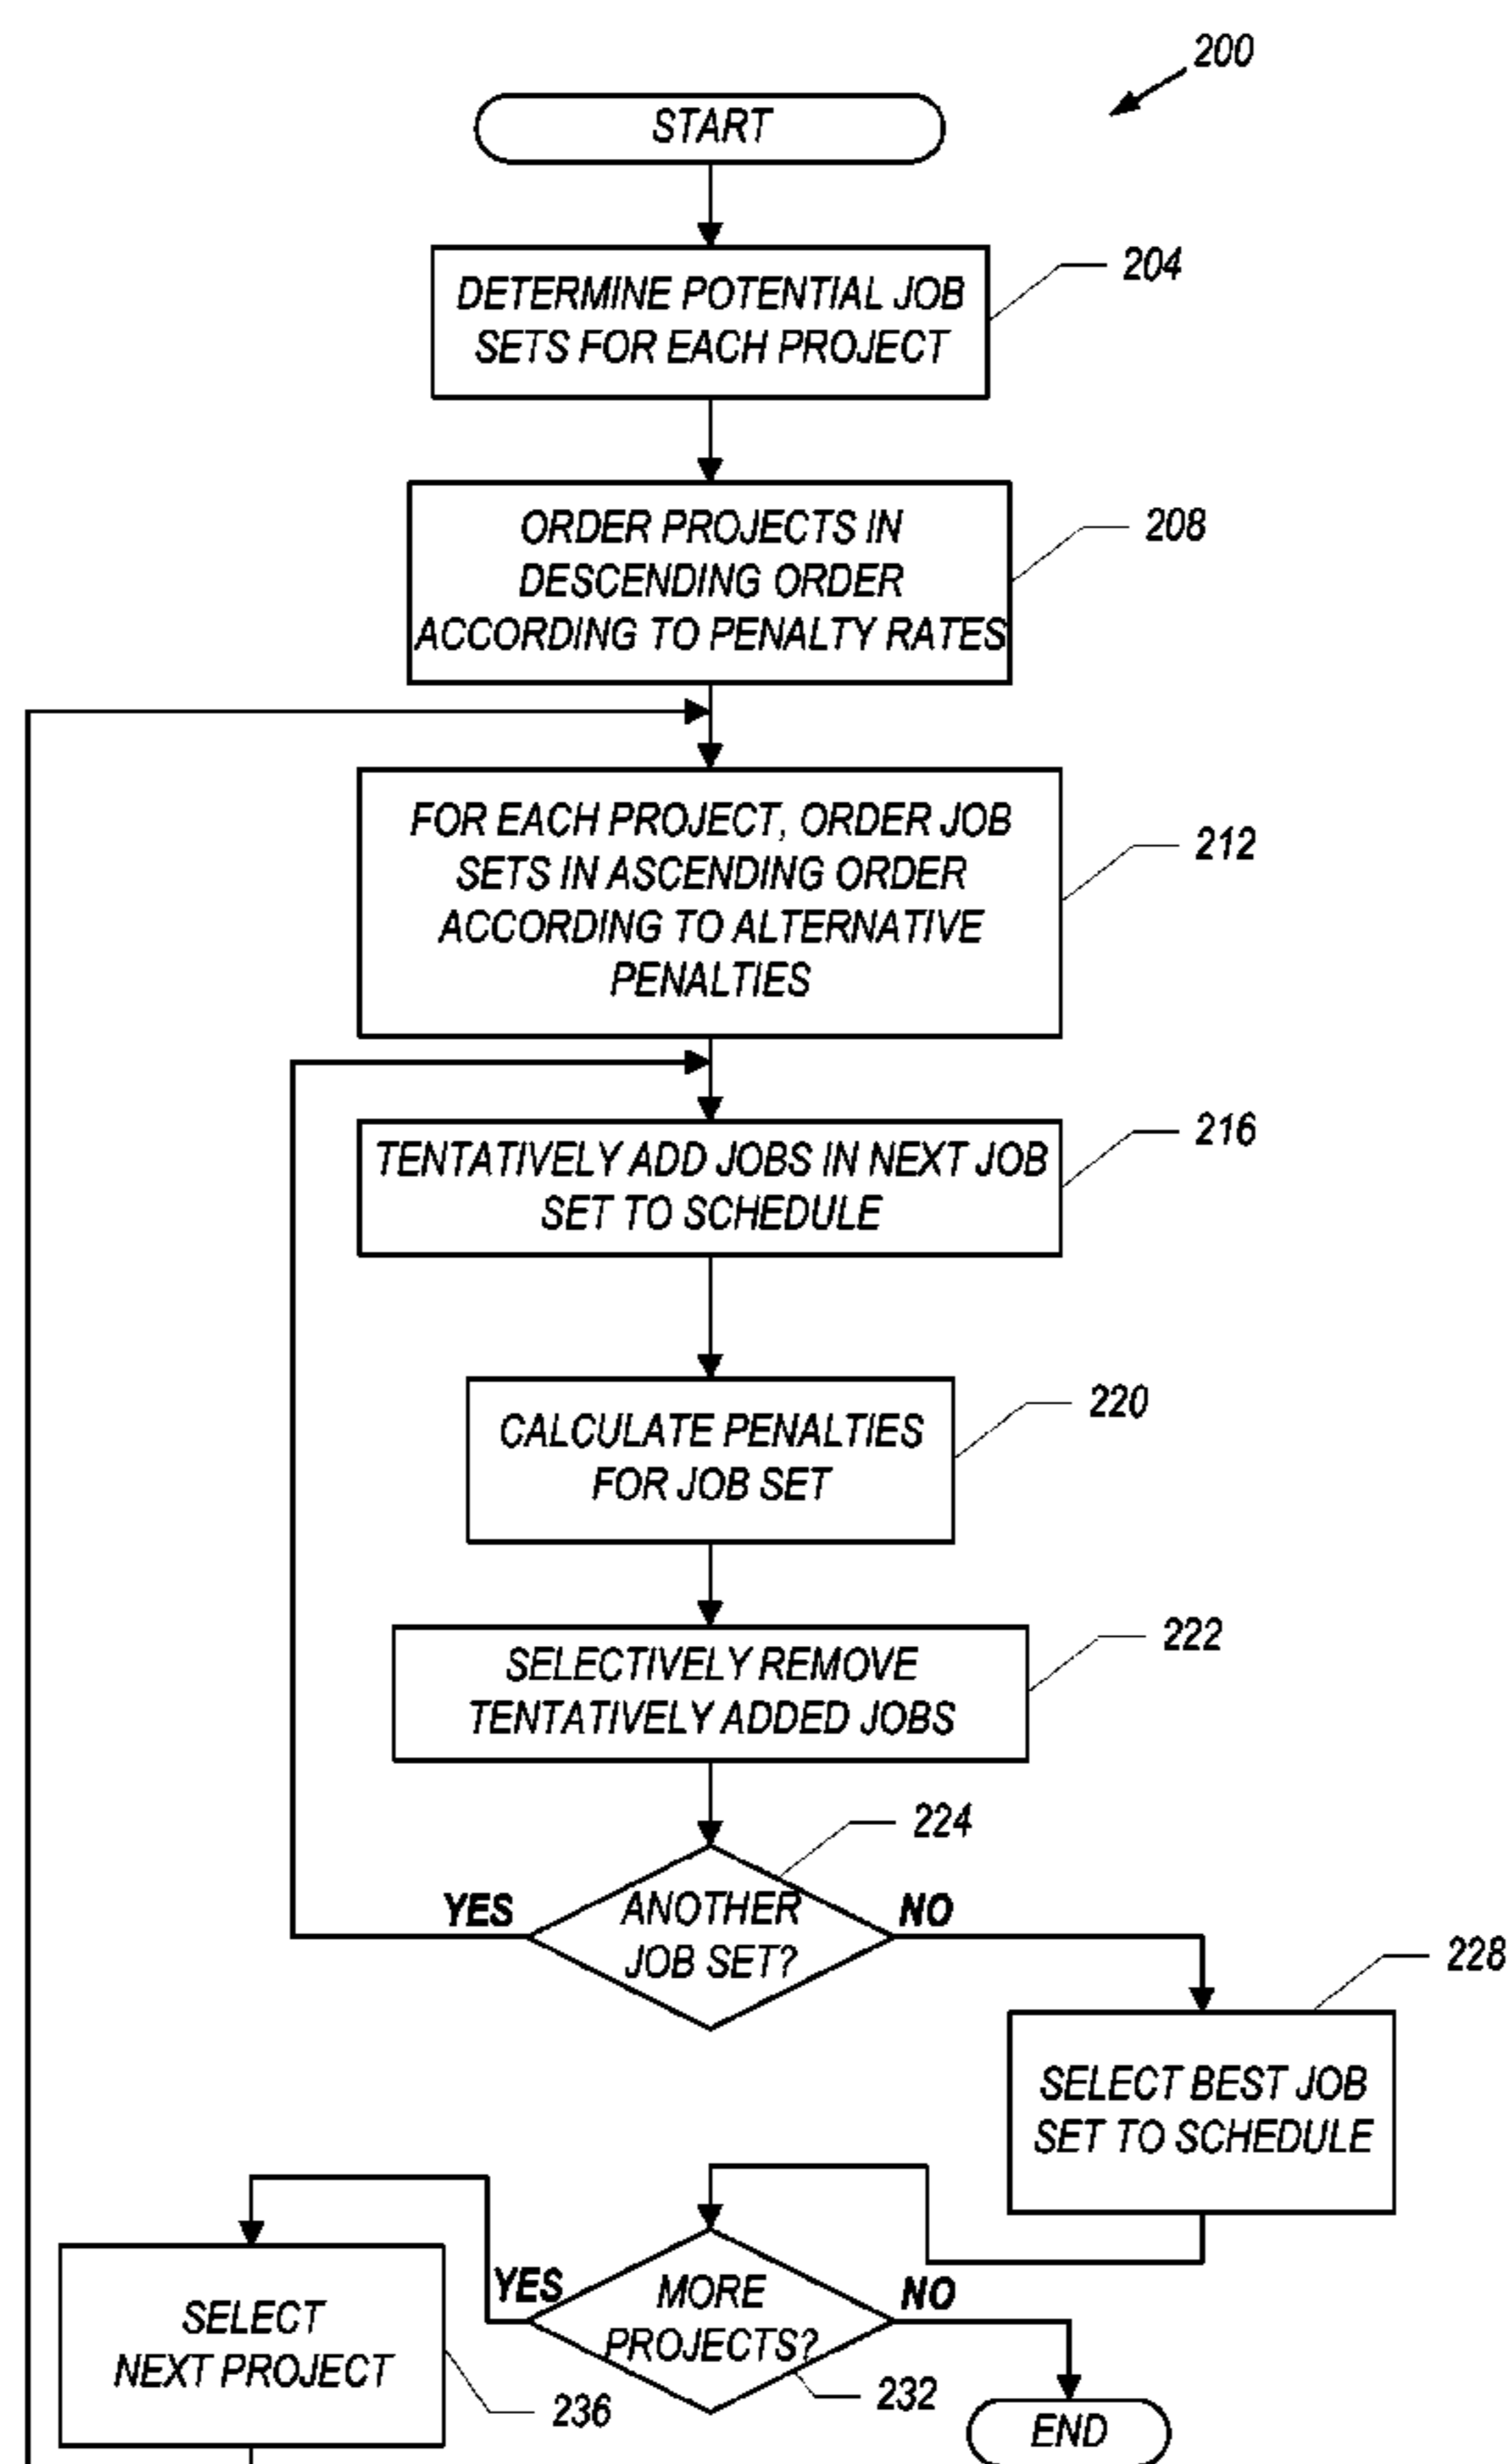 200
START
204
DETERMINE POTENTIAL JOB
SETS FOR EACH PROJECT
208
ORDER PROJECTS IN
DESCENDING ORDER
ACCORDING TO PENALTY RATES
212
FOR EACH PROJECT, ORDER JOB
SETS IN ASCENDING ORDER
ACCORDING TO ALTERNATIVE
PENALTIES
216
TENTATIVELY ADD JOBS IN NEXT JOB
SET TO SCHEDULE
220
CALCULATE PENALTIES
FOR JOB SET
222
SELECTIVELY REMOVE
TENTATIVELY ADDED JOBS
224
YES
ANOTHER
JOB SET?
NO
228
SELECT BEST JOB
SET TO SCHEDULE
YES
MORE
PROJECTS?
NO
232
SELECT
NEXT PROJECT
236
END